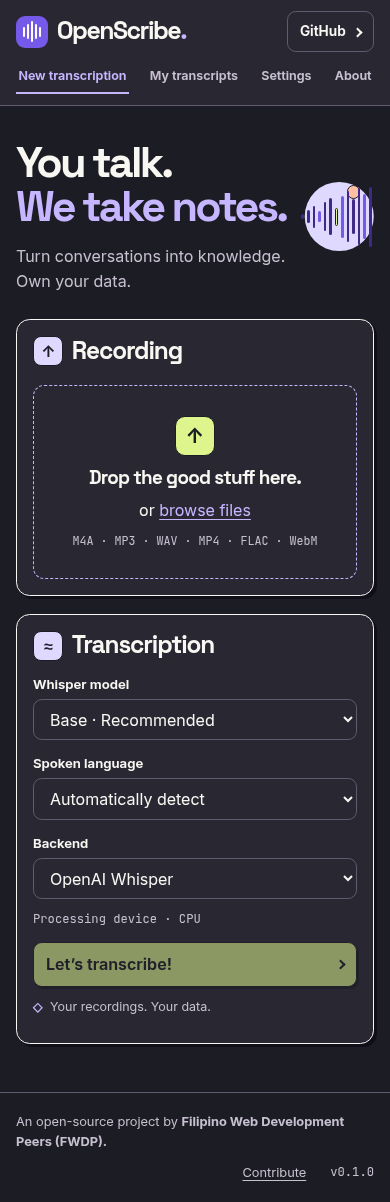 OpenScribe.
GitHub
New transcription My transcripts Settings About
You talk.
We take notes.
Turn conversations into knowledge.
Own your data.
Recording
Drop the good stuff here.
or browse files
M4A · MP3 · WAV · MP4 · FLAC · WebM
Transcription
Whisper model
Base · Recommended
Spoken language
Automatically detect
Backend
OpenAI Whisper
Processing device · CPU
Let's transcribe!
Your recordings. Your data.
An open-source project by Filipino Web Development
Peers (FWDP).
Contribute v0.1.0